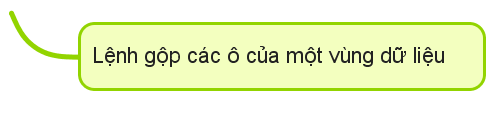 Lệnh gộp các ô của một vùng dữ liệu